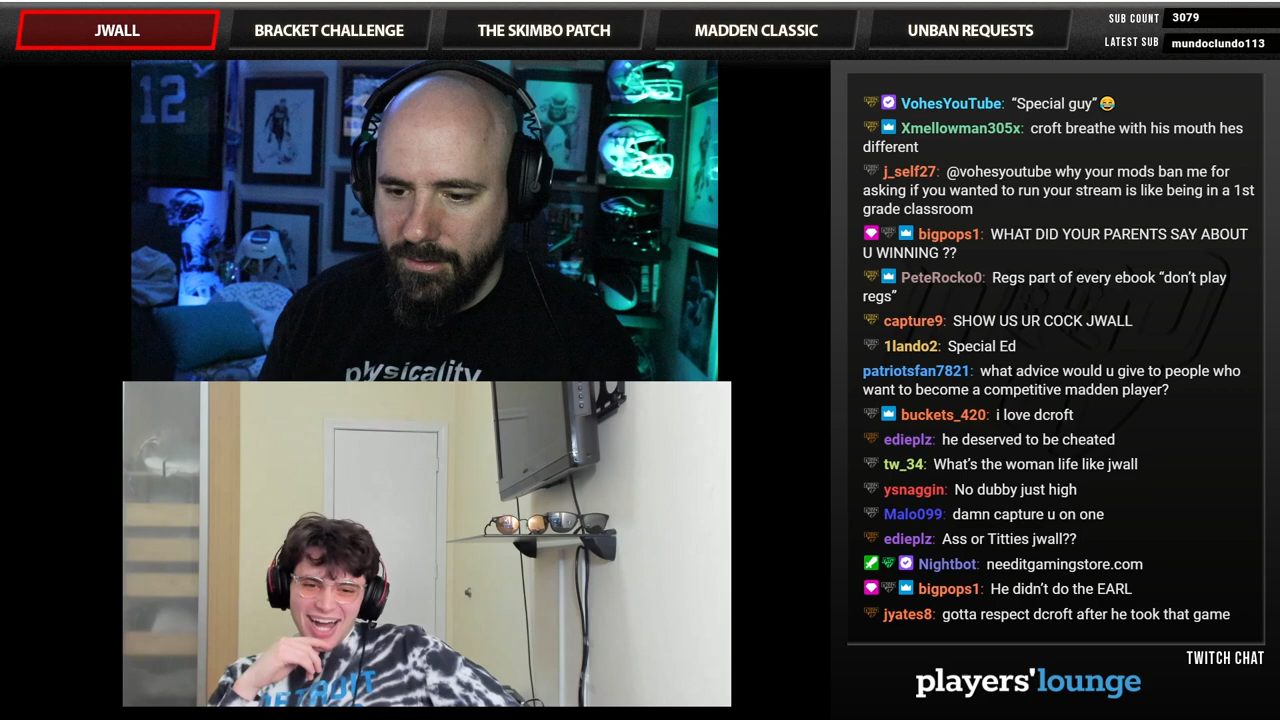 JWALL
BRACKET CHALLENGE
THE SKIMBO PATCH
MADDEN CLASSIC
UNBAN REQUESTS
SUB COUNT 3079
LATEST SUB mundoclundo113
12
physicality
DETROIT
VohesYouTube: “Special guy”😂
Xmellowman305x: croft breathe with his mouth hes
different
j_self27: @vohesyoutube why your mods ban me for
asking if you wanted to run your stream is like being in a 1st
grade classroom
bigpops1: WHAT DID YOUR PARENTS SAY ABOUT
U WINNING ??
PeteRocko0: Regs part of every ebook “don’t play
regs”
capture9: SHOW US UR COCK JWALL
1lando2: Special Ed
patriotsfan7821: what advice would u give to people who
want to become a competitive madden player?
buckets_420: i love dcroft
edieplz: he deserved to be cheated
tw_34: What’s the woman life like jwall
ysnaggin: No dubby just high
Malo099: damn capture u on one
edieplz: Ass or Titties jwall??
Nightbot: needitgamingstore.com
bigpops1: He didn’t do the EARL
jyates8: gotta respect dcroft after he took that game
TWITCH CHAT
players'lounge